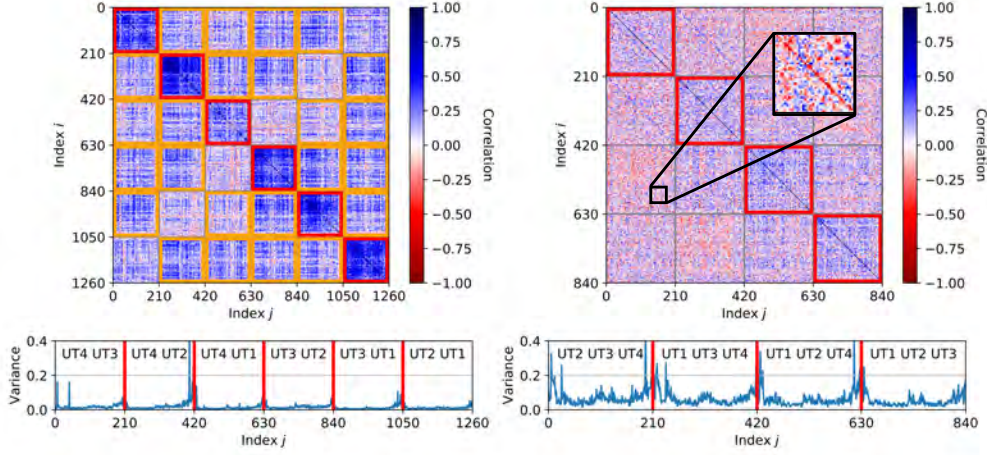 0
210
420
630
840
1050
1260
Index i
0 210 420 630 840 1050 1260
Index j
1.00
0.75
0.50
0.25
0.00
−0.25
−0.50
−0.75
−1.00
Correlation
0
210
420
630
840
Index i
0 210 420 630 840
Index j
1.00
0.75
0.50
0.25
0.00
−0.25
−0.50
−0.75
−1.00
Correlation
0.4
0.2
0.0
Variance
UT4 UT3 UT4 UT2 UT4 UT1 UT3 UT2 UT3 UT1 UT2 UT1
0 210 420 630 840 1050 1260
Index j
0.4
0.2
0.0
Variance
UT2 UT3 UT4 UT1 UT3 UT4 UT1 UT2 UT4 UT1 UT2 UT3
0 210 420 630 840
Index j